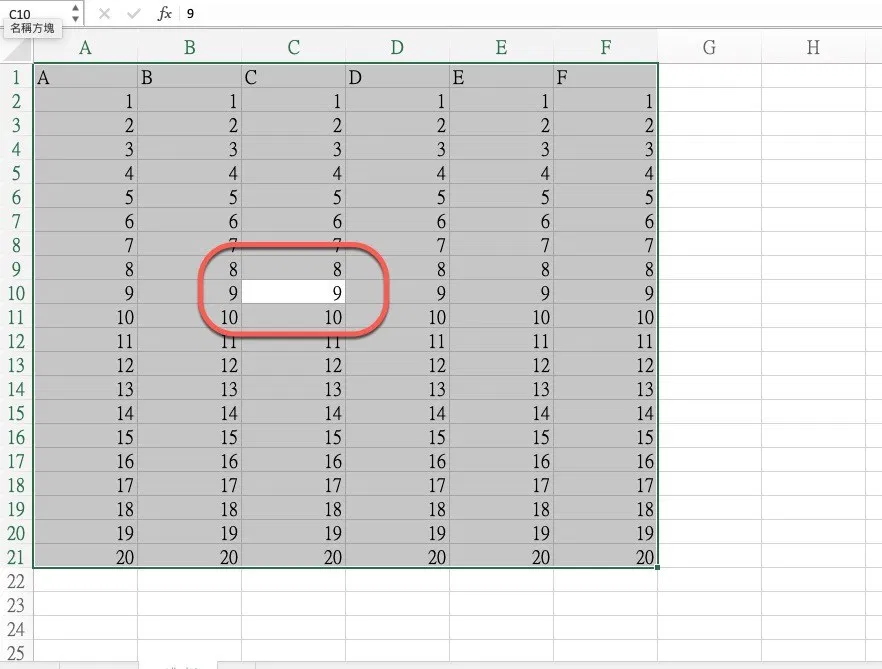 C10 fx 9
名稱方塊
A B C D E F G H
1 A B C D E F
2 1 1 1 1 1 1
3 2 2 2 2 2 2
4 3 3 3 3 3 3
5 4 4 4 4 4 4
6 5 5 5 5 5 5
7 6 6 6 6 6 6
8 7 7 7 7 7 7
9 8 8 8 8 8 8
10 9 9 9 9 9 9
11 10 10 10 10 10 10
12 11 11 11 11 11 11
13 12 12 12 12 12 12
14 13 13 13 13 13 13
15 14 14 14 14 14 14
16 15 15 15 15 15 15
17 16 16 16 16 16 16
18 17 17 17 17 17 17
19 18 18 18 18 18 18
20 19 19 19 19 19 19
21 20 20 20 20 20 20
22
23
24
25